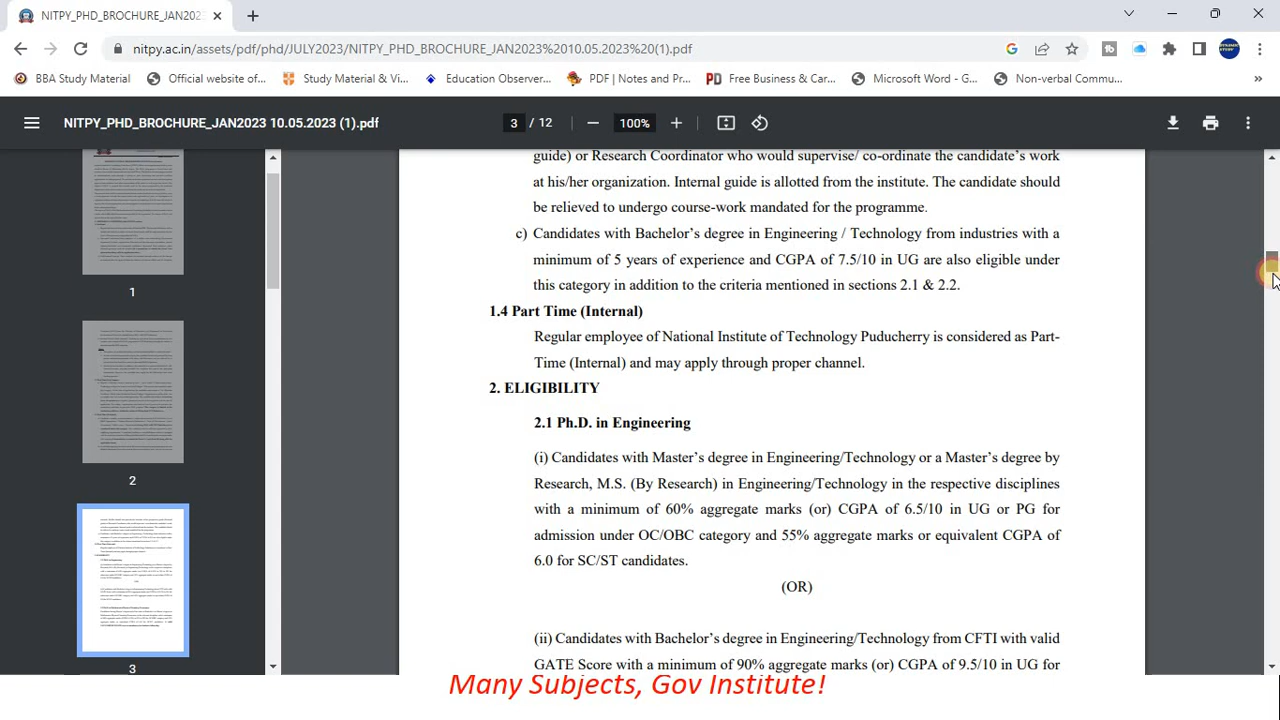 NITPY_PHD_BROCHURE_JAN202
nitpy.ac.in/assets/pdf/phd/JULY2023/NITPY_PHD_BROCHURE_JAN2023%2010.05.2023%20(1).pdf
BBA Study Material
Official website of...
Study Material & Vi...
Education Observer...
PDF | Notes and Pr...
PD Free Business & Car...
Microsoft Word - G...
Non-verbal Commu...
NITPY_PHD_BROCHURE_JAN2023 10.05.2023 (1).pdf
3 / 12
100%
1
2
3
guide) or Research Coordinator who would supervise/ co-ordinate the candidate's work
at his/her organization. Internal guide is allotted from the institute. The candidate should
be relieved to undergo course-work mandated for the programme.
c) Candidates with Bachelor's degree in Engineering / Technology from industries with a
minimum of 5 years of experience and CGPA of 7.5/10 in UG are also eligible under
this category in addition to the criteria mentioned in sections 2.1 & 2.2.
1.4 Part Time (Internal)
Regular employee of National Institute of Technology Puducherry is considered as Part-
Time (Internal) and may apply through proper channel.
2. ELIGIBILITY
2.1 Ph.D. in Engineering
(i) Candidates with Master's degree in Engineering/Technology or a Master's degree by
Research, M.S. (By Research) in Engineering/Technology in the respective disciplines
with a minimum of 60% aggregate marks (or) CGPA of 6.5/10 in UG or PG for
admission under OC/OBC category and 55% aggregate marks or equivalent CGPA of
for SC/ST candidates.
(OR)
(ii) Candidates with Bachelor's degree in Engineering/Technology from CFTI with valid
GATE Score with a minimum of 90% aggregate marks (or) CGPA of 9.5/10 in UG for
Many Subjects, Gov Institute!